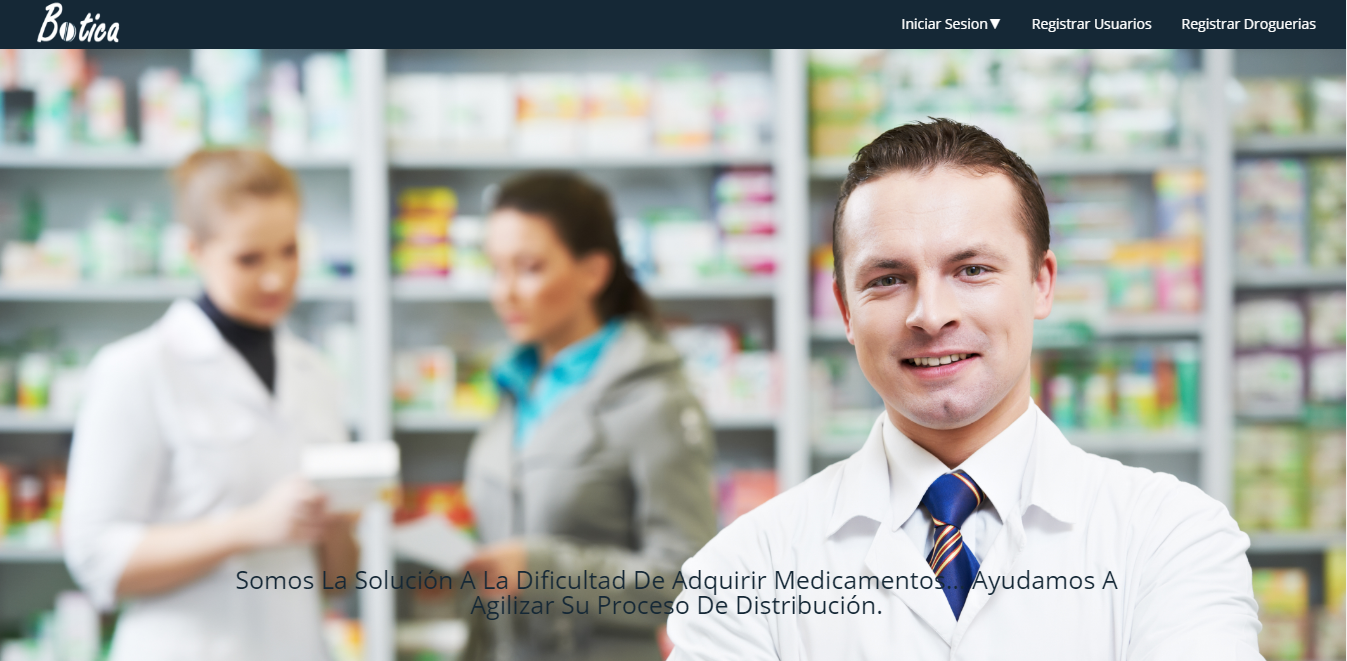 Botica
Iniciar Sesion▼ Registrar Usuarios Registrar Droguerias
Somos La Solución A La Dificultad De Adquirir Medicamentos... Ayudamos A
Agilizar Su Proceso De Distribución.